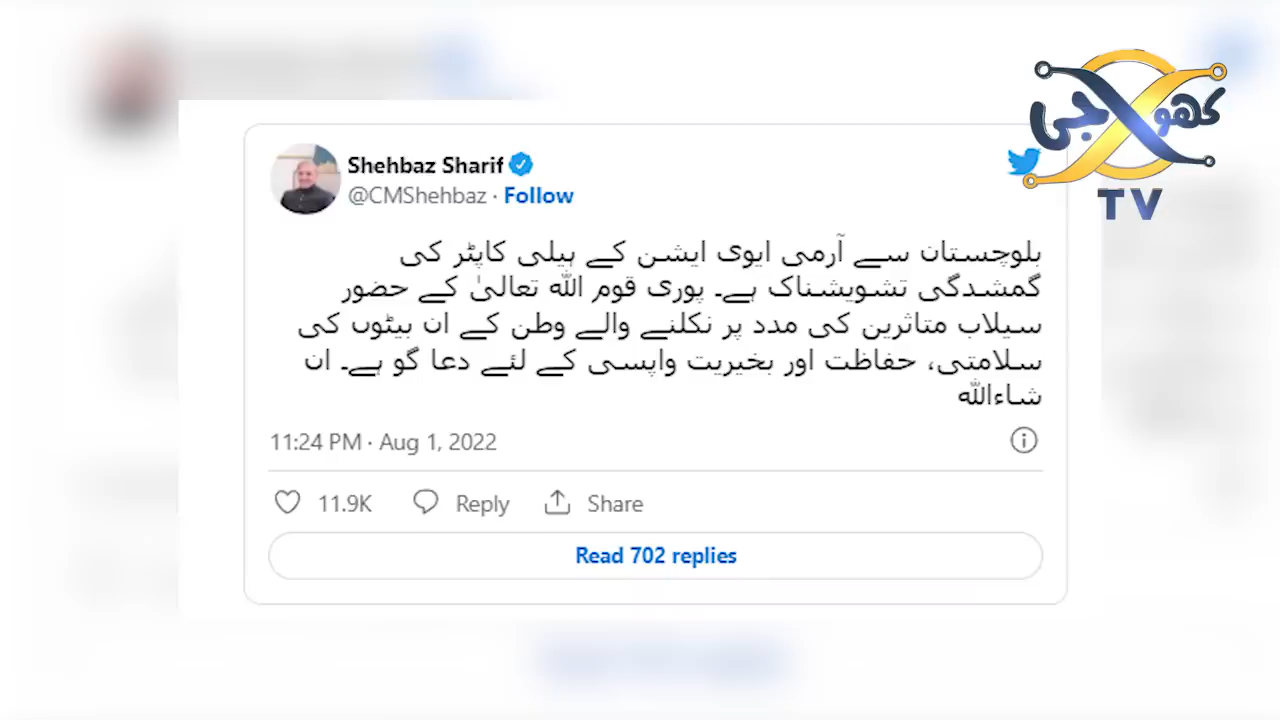 کھوجی
TV
Shehbaz Sharif
@CMShehbaz · Follow
بلوچستان سے آرمی ایوی ایشن کے ہیلی کاپٹر کی
گمشدگی تشویشناک ہے۔ پوری قوم اللہ تعالیٰ کے حضور
سیلاب متاثرین کی مدد پر نکلنے والے وطن کے ان بیٹوں کی
سلامتی، حفاظت اور بخیریت واپسی کے لئے دعا گو ہے۔ ان
شاءاللہ
11:24 PM · Aug 1, 2022
11.9K Reply Share
Read 702 replies